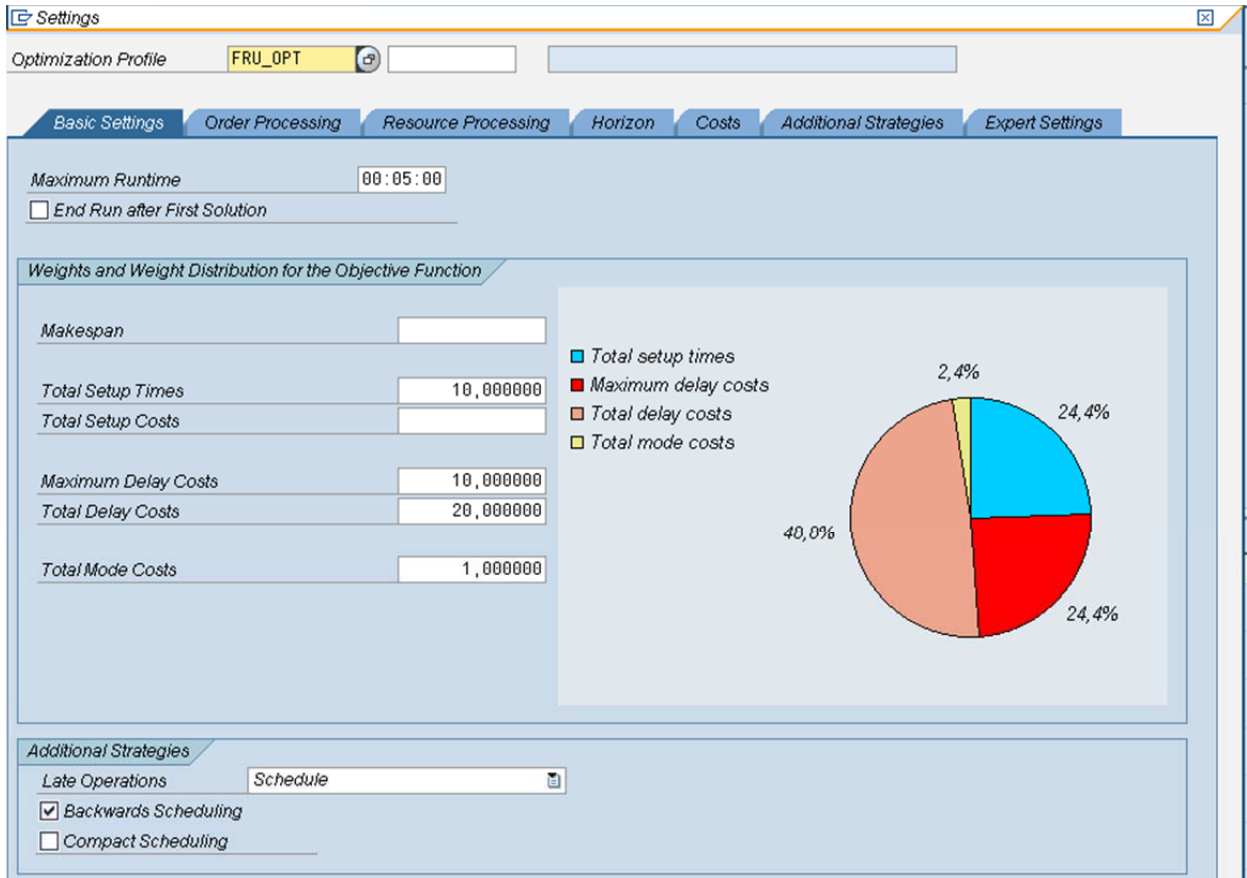 Settings
Optimization Profile FRU_OPT
Basic Settings Order Processing Resource Processing Horizon Costs Additional Strategies Expert Settings
Maximum Runtime 00:05:00
End Run after First Solution
Weights and Weight Distribution for the Objective Function
Makespan
Total Setup Times 10,000000
Total Setup Costs
Maximum Delay Costs 10,000000
Total Delay Costs 20,000000
Total Mode Costs 1,000000
Total setup times
Maximum delay costs
Total delay costs
Total mode costs
2,4%
24,4%
40,0%
24,4%
Additional Strategies
Late Operations Schedule
Backwards Scheduling
Compact Scheduling